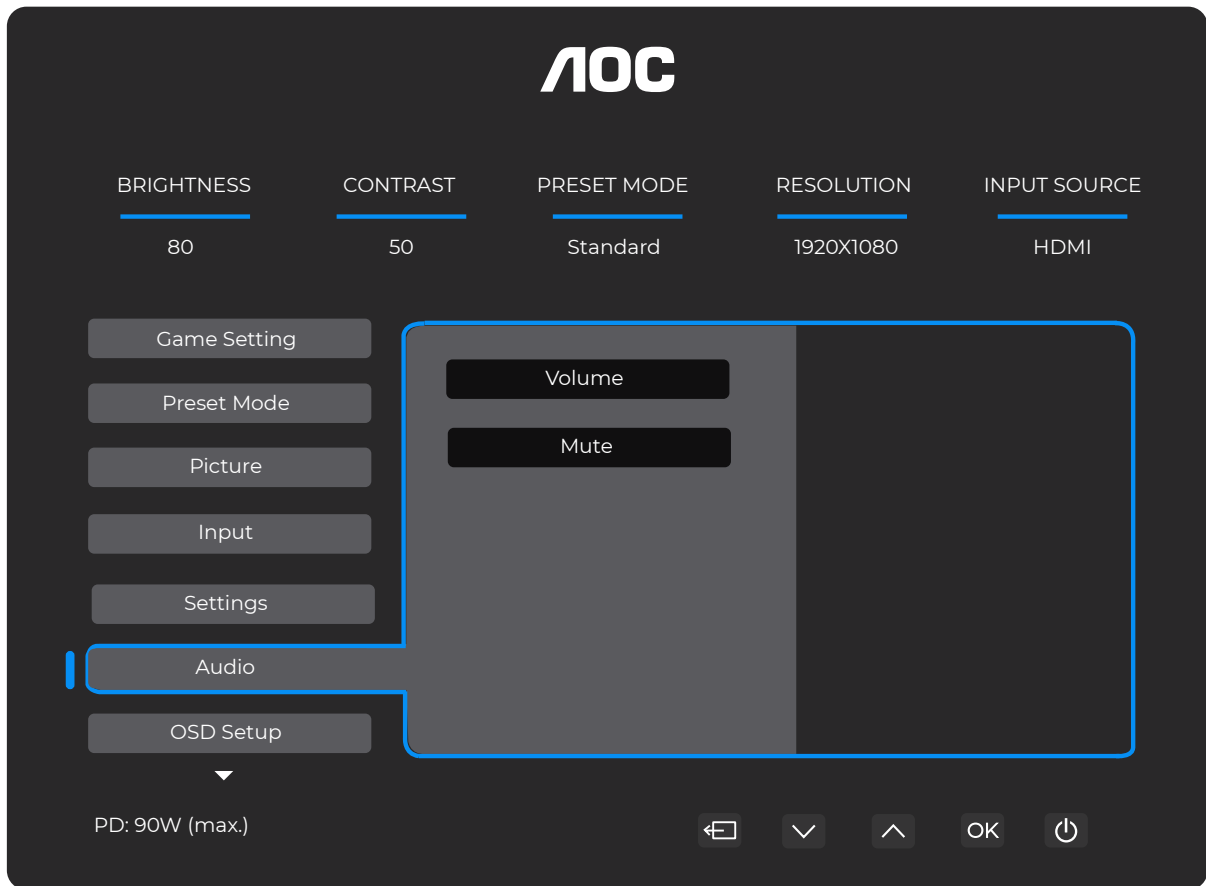 AOC
BRIGHTNESS CONTRAST PRESET MODE RESOLUTION INPUT SOURCE
80 50 Standard 1920X1080 HDMI
Game Setting
Preset Mode
Picture
Input
Settings
Audio
OSD Setup
Volume
Mute
PD: 90W (max.)
OK